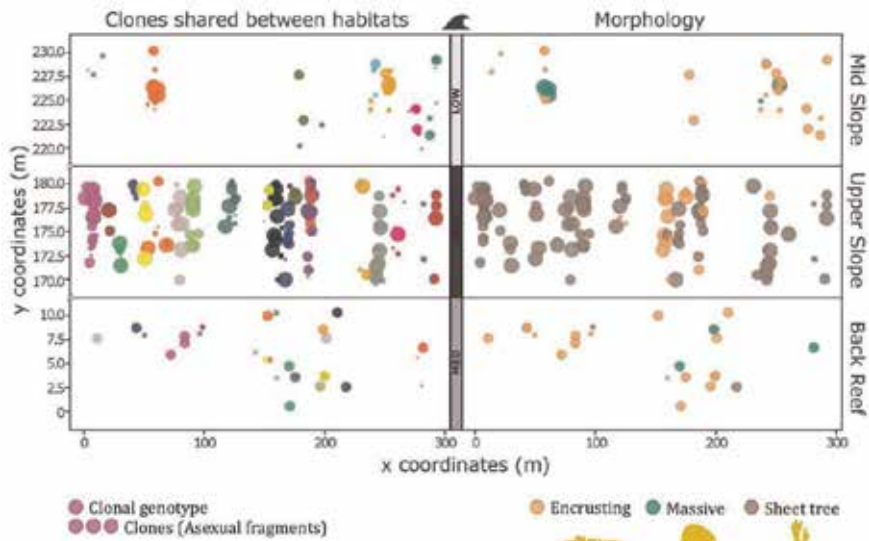 Clones shared between habitats
Morphology
y coordinates (m)
230.0
227.5
225.0
222.5
220.0
LOW
Mid Slope
180.0
177.5
175.0
172.5
170.0
Upper Slope
10.0
7.5
5.0
2.5
0
Back Reef
0 100 200 300 0 100 200 300
x coordinates (m)
Clonal genotype
Clones (Asexual fragments)
Encrusting Massive Sheet tree